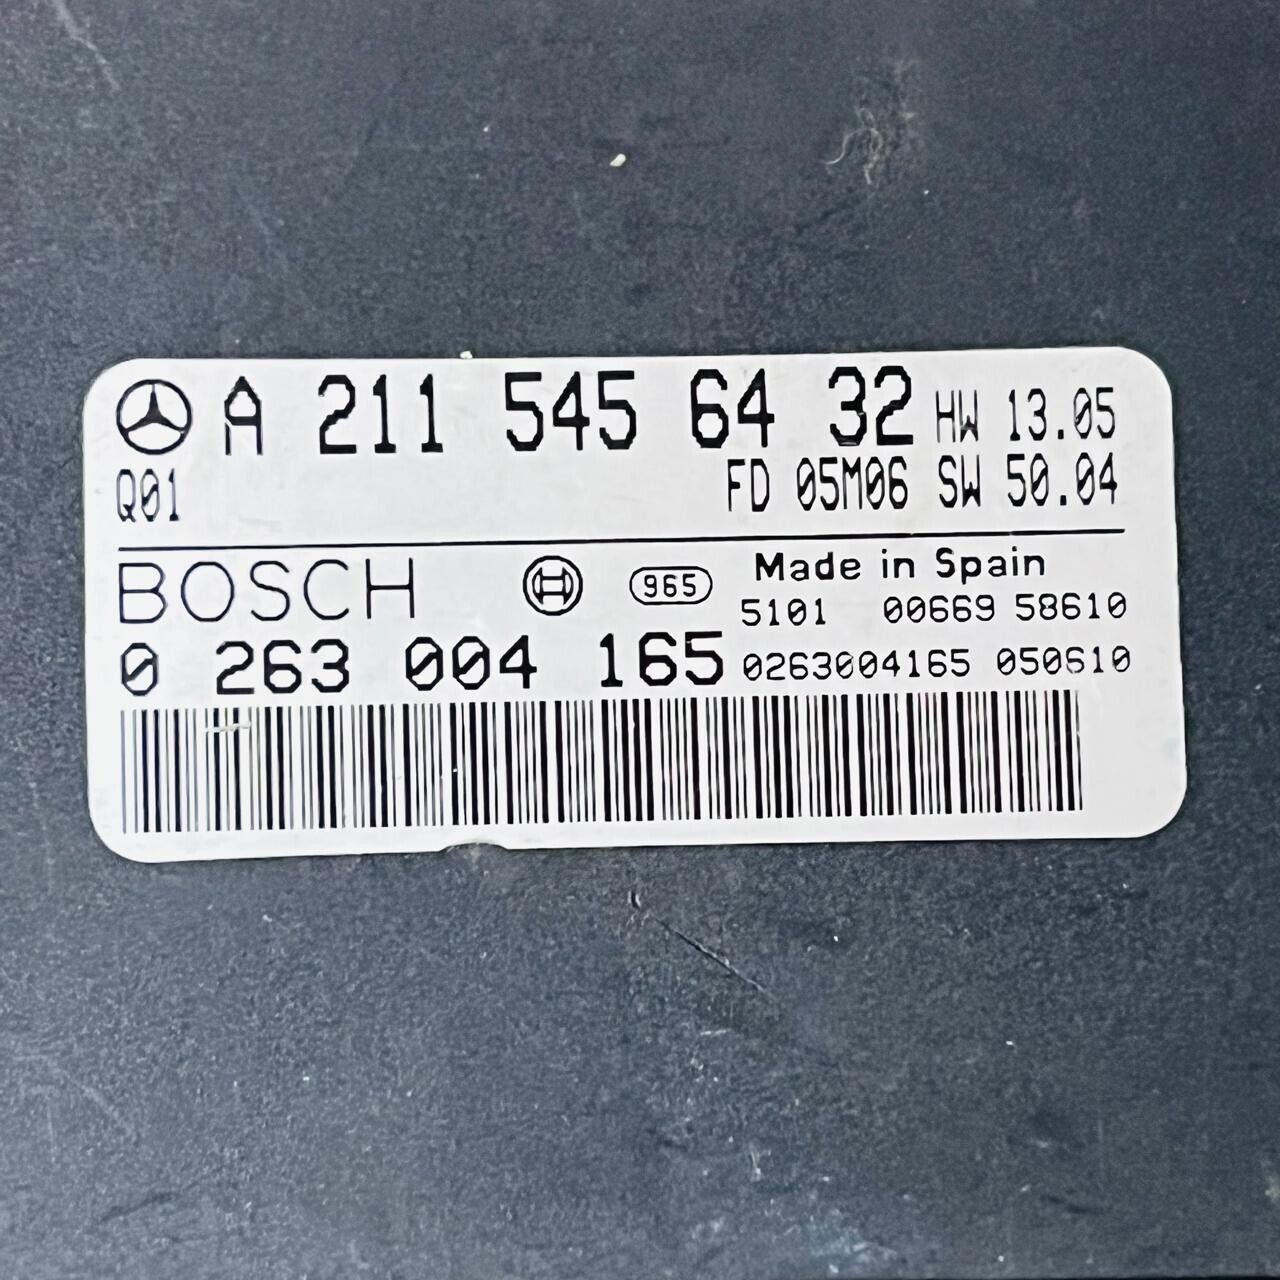 A 211 545 64 32 HW 13.05
Q01 FD 05M06 SW 50.04
BOSCH 965 Made in Spain
5101 00669 58610
0 263 004 165 0263004165 050610